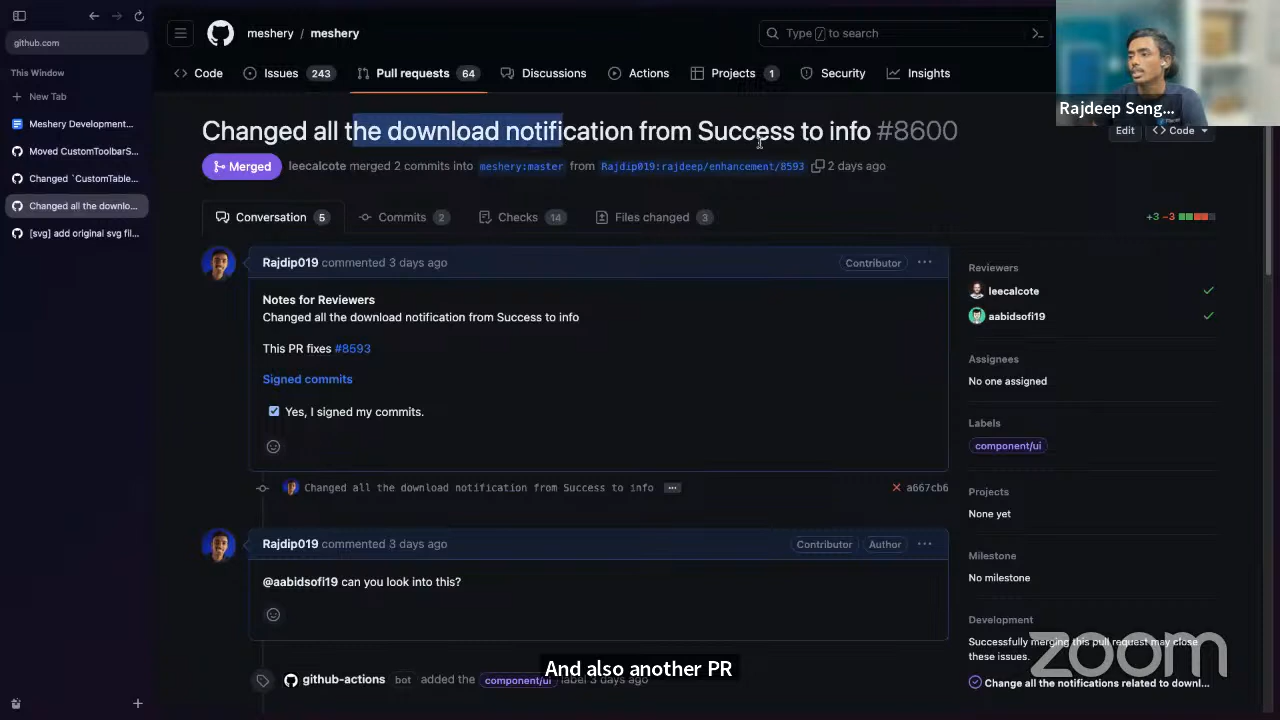 github.com
This Window
New Tab
Meshery Development...
Moved CustomToolbarS...
Changed `CustomTable...
Changed all the downlo...
[svg] add original svg fil...
meshery / meshery
Type / to search
Code
Issues 243
Pull requests 64
Discussions
Actions
Projects 1
Security
Insights
Rajdeep Seng...
Changed all the download notification from Success to info #8600
Edit
<> Code
Merged
leecalcote merged 2 commits into meshery:master from Rajdip019:rajdeep/enhancement/8593 2 days ago
Conversation 5
Commits 2
Checks 14
Files changed 3
+3 −3
Rajdip019 commented 3 days ago
Contributor
Notes for Reviewers
Changed all the download notification from Success to info
This PR fixes #8593
Signed commits
Yes, I signed my commits.
Changed all the download notification from Success to info
a667cb6
Rajdip019 commented 3 days ago
Contributor
Author
@aabidsofi19 can you look into this?
github-actions bot added the component/ui label 3 days ago
And also another PR
Reviewers
leecalcote
aabidsofi19
Assignees
No one assigned
Labels
component/ui
Projects
None yet
Milestone
No milestone
Development
Successfully merging this pull request may close
these issues.
Change all the notifications related to downl...
zoom